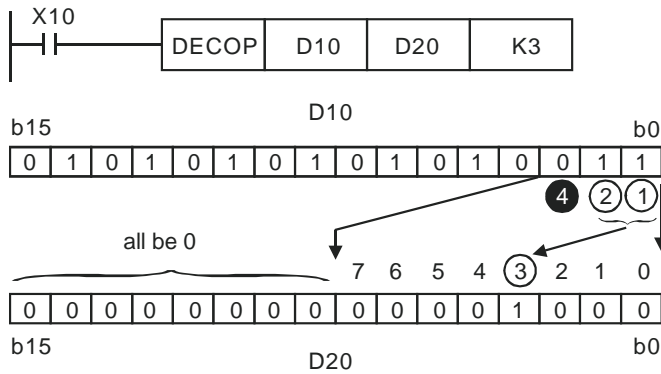 X10
DECOP D10 D20 K3
D10
b15 b0
0 1 0 1 0 1 0 1 0 1 0 1 0 0 1 1
4 2 1
all be 0
7 6 5 4 3 2 1 0
0 0 0 0 0 0 0 0 0 0 0 0 1 0 0 0
b15 b0
D20